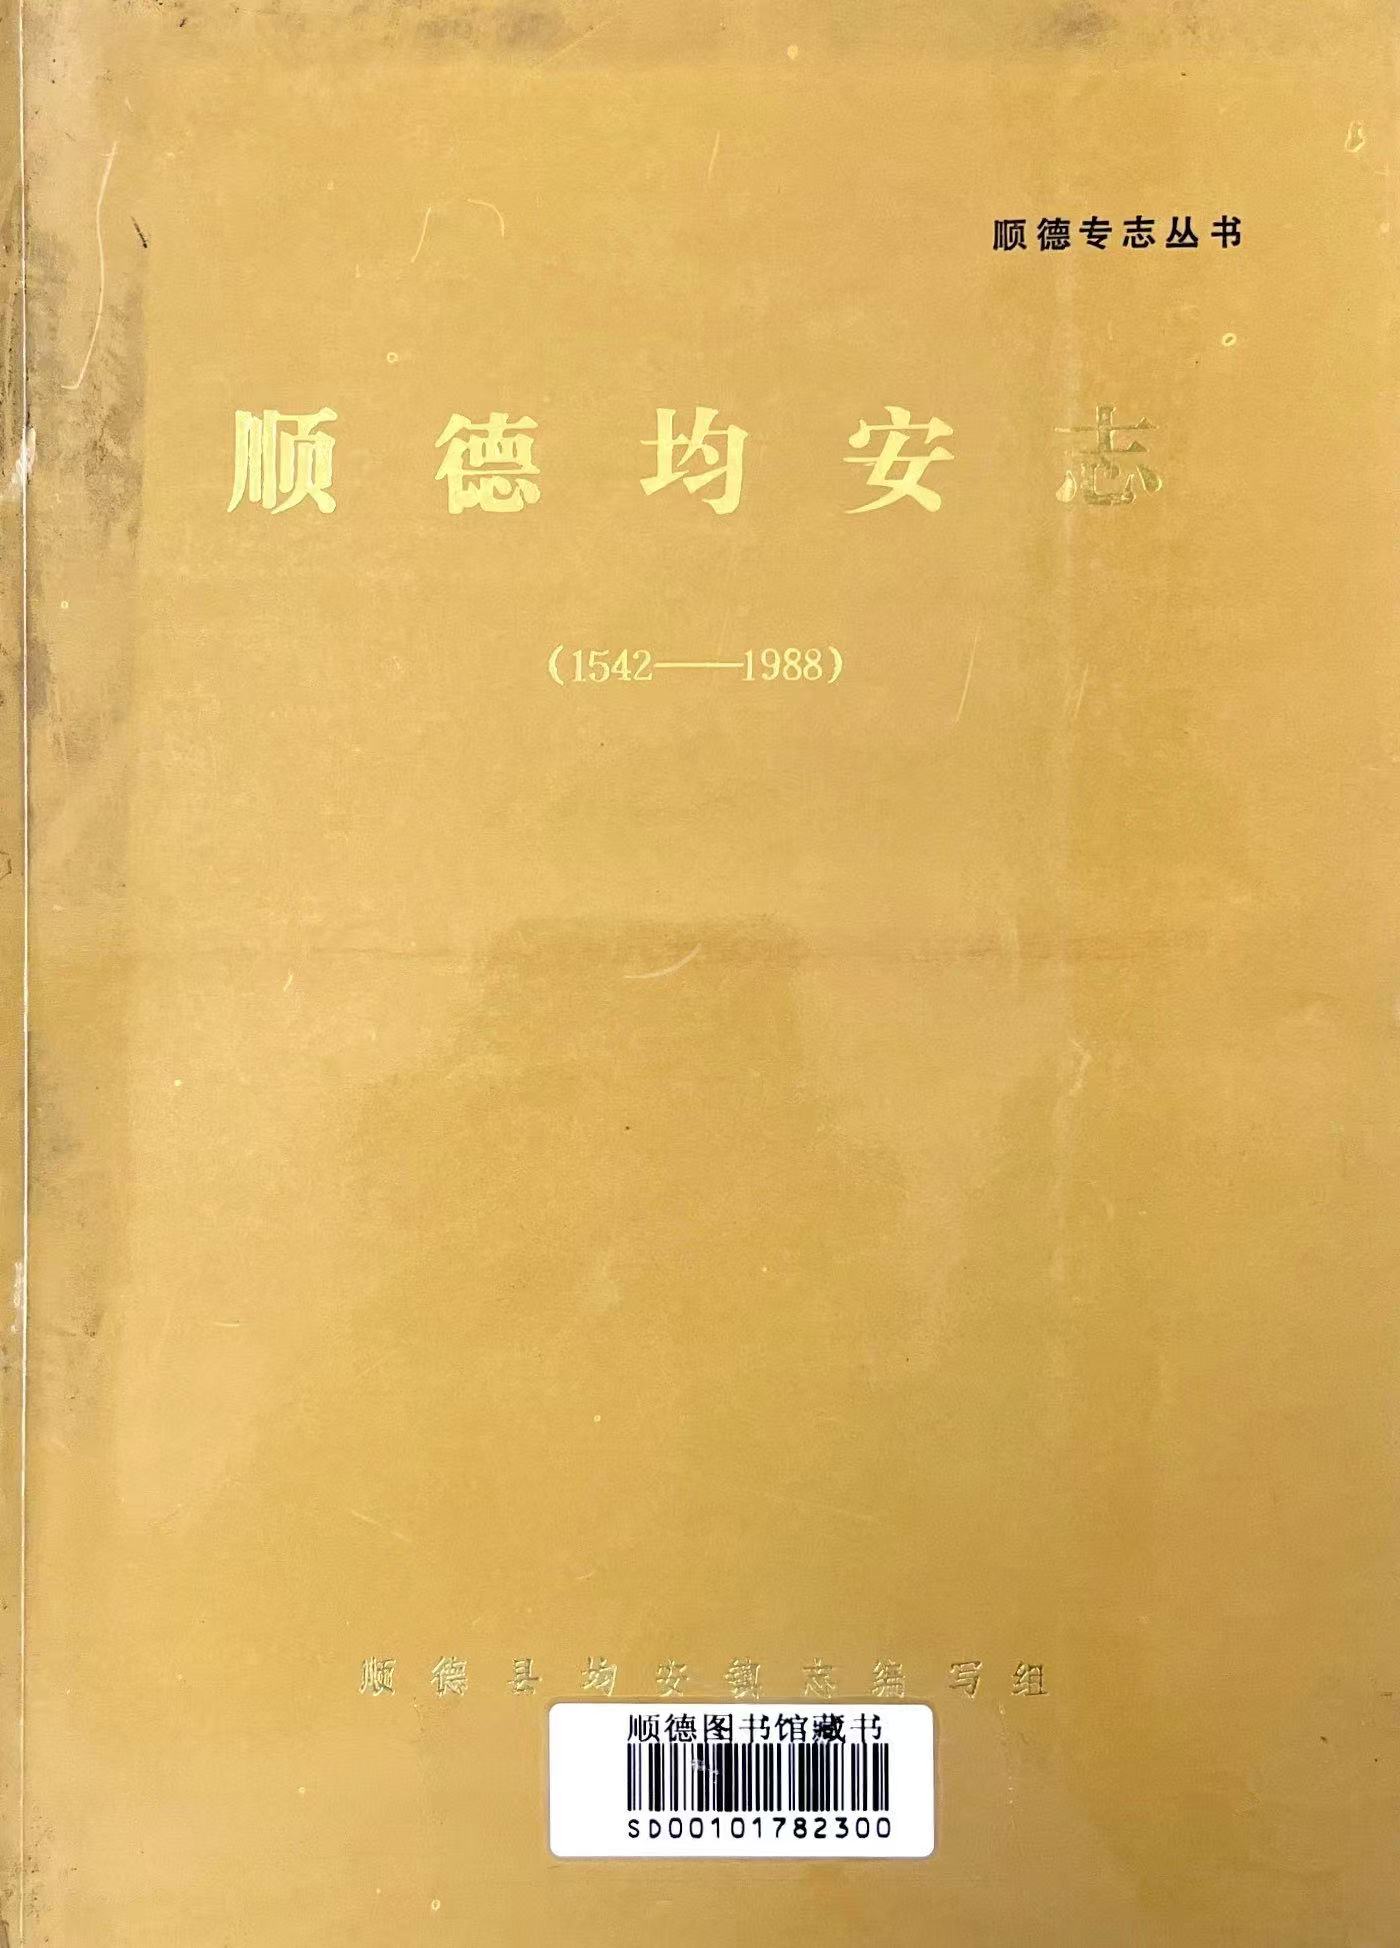 顺德专志丛书
顺德均安志
(1542——1988)
顺德县均安镇志编写组
顺德图书馆藏书
SD00101782300